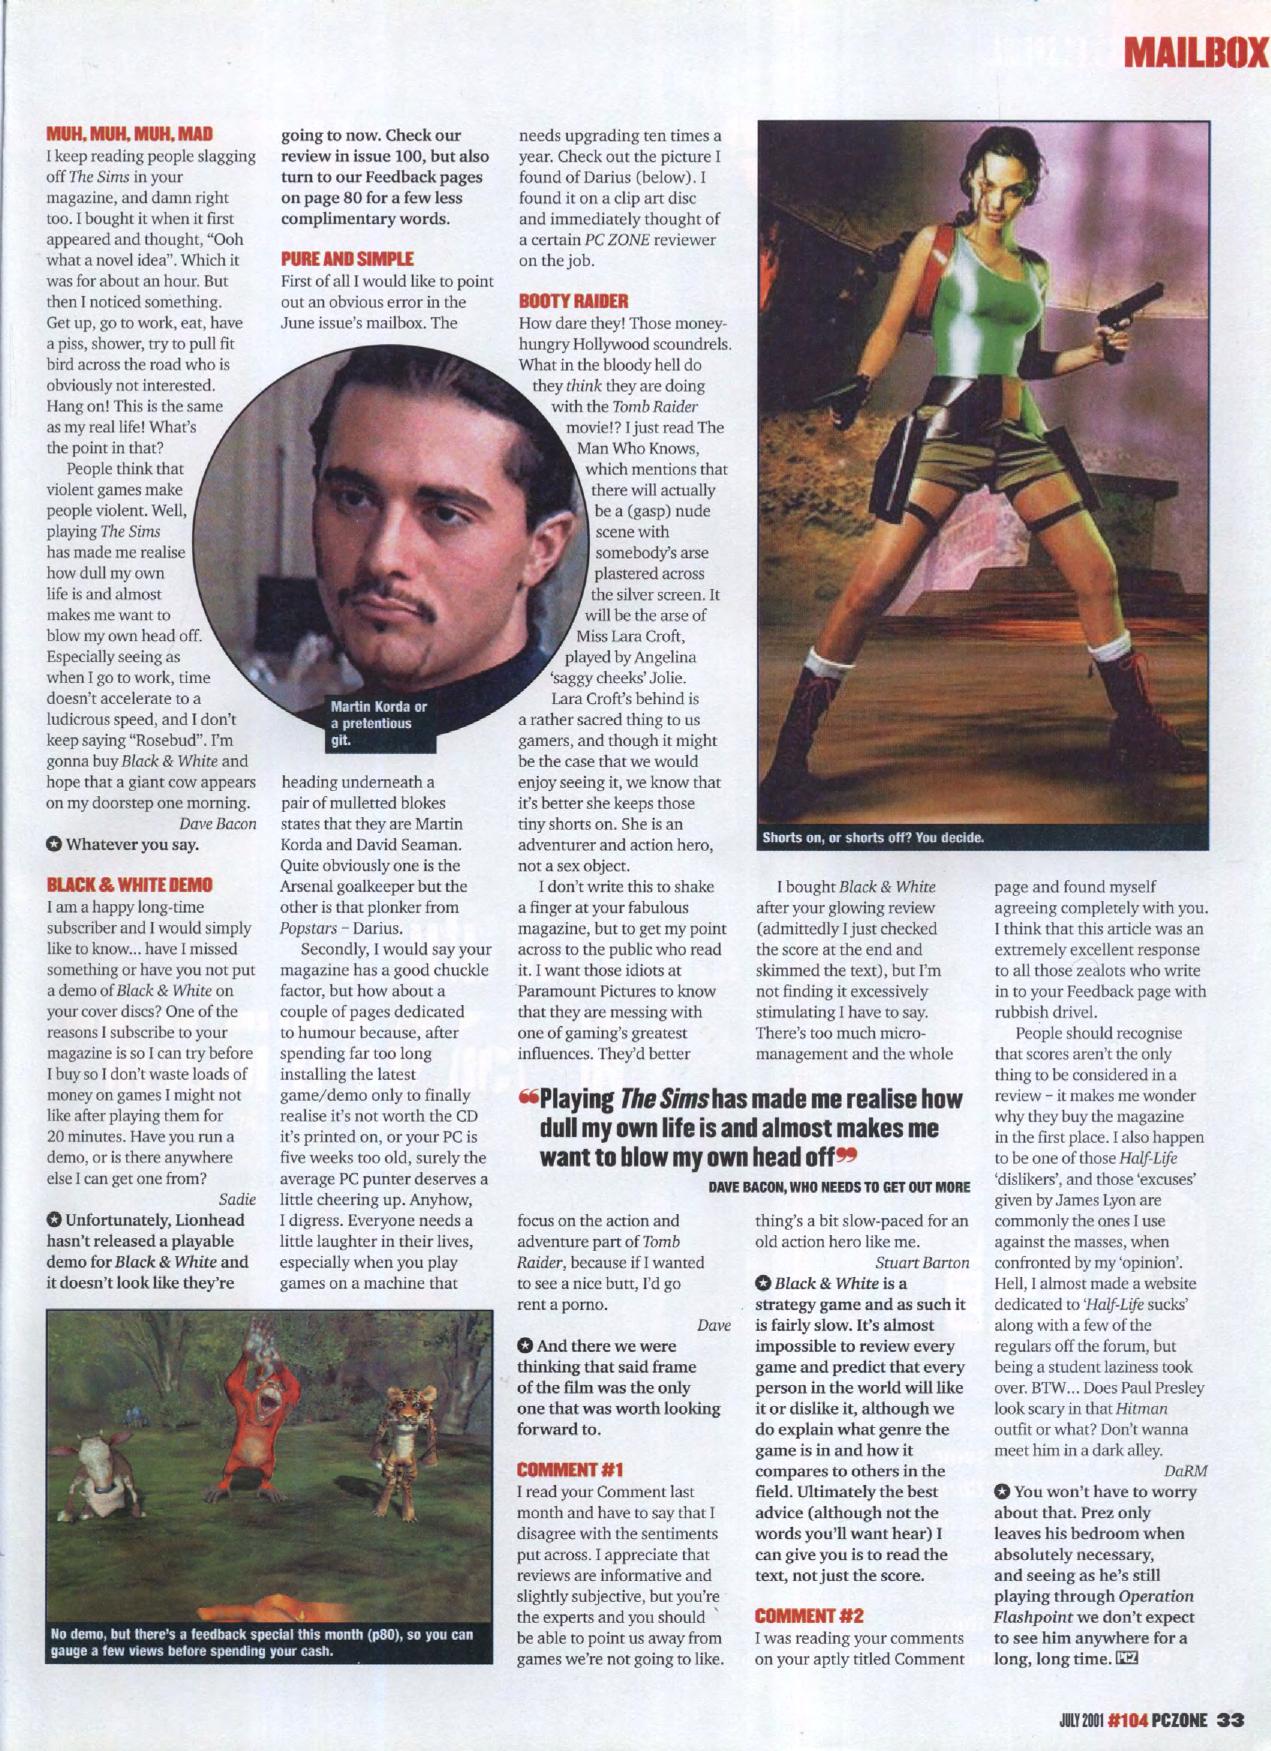 MAILBOX
MUH, MUH, MUH, MAD
I keep reading people slagging
off The Sims in your
magazine, and damn right
too. I bought it when it first
appeared and thought, “Ooh
what a novel idea”. Which it
was for about an hour. But
then I noticed something.
Get up, go to work, eat, have
a piss, shower, try to pull fit
bird across the road who is
obviously not interested.
Hang on! This is the same
as my real life! What's
the point in that?
People think that
violent games make
people violent. Well,
playing The Sims
has made me realise
how dull my own
life is and almost
makes me want to
blow my own head off.
Especially seeing as
when I go to work, time
doesn't accelerate to a
ludicrous speed, and I don't
keep saying “Rosebud”. I'm
gonna buy Black & White and
hope that a giant cow appears
on my doorstep one morning.
Dave Bacon
✪ Whatever you say.
BLACK & WHITE DEMO
I am a happy long-time
subscriber and I would simply
like to know... have I missed
something or have you not put
a demo of Black & White on
your cover discs? One of the
reasons I subscribe to your
magazine is so I can try before
I buy so I don't waste loads of
money on games I might not
like after playing them for
20 minutes. Have you run a
demo, or is there anywhere
else I can get one from?
Sadie
✪ Unfortunately, Lionhead
hasn't released a playable
demo for Black & White and
it doesn't look like they're
going to now. Check our
review in issue 100, but also
turn to our Feedback pages
on page 80 for a few less
complimentary words.
PURE AND SIMPLE
First of all I would like to point
out an obvious error in the
June issue's mailbox. The
Martin Korda or
a pretentious
git.
heading underneath a
pair of mulletted blokes
states that they are Martin
Korda and David Seaman.
Quite obviously one is the
Arsenal goalkeeper but the
other is that plonker from
Popstars – Darius.
Secondly, I would say your
magazine has a good chuckle
factor, but how about a
couple of pages dedicated
to humour because, after
spending far too long
installing the latest
game/demo only to finally
realise it's not worth the CD
it's printed on, or your PC is
five weeks too old, surely the
average PC punter deserves a
little cheering up. Anyhow,
I digress. Everyone needs a
little laughter in their lives,
especially when you play
games on a machine that
No demo, but there's a feedback special this month (p80), so you can
gauge a few views before spending your cash.
needs upgrading ten times a
year. Check out the picture I
found of Darius (below). I
found it on a clip art disc
and immediately thought of
a certain PC ZONE reviewer
on the job.
BOOTY RAIDER
How dare they! Those money-
hungry Hollywood scoundrels.
What in the bloody hell do
they think they are doing
with the Tomb Raider
movie!? I just read The
Man Who Knows,
which mentions that
there will actually
be a (gasp) nude
scene with
somebody's arse
plastered across
the silver screen. It
will be the arse of
Miss Lara Croft,
played by Angelina
‘saggy cheeks’ Jolie.
Lara Croft's behind is
a rather sacred thing to us
gamers, and though it might
be the case that we would
enjoy seeing it, we know that
it's better she keeps those
tiny shorts on. She is an
adventurer and action hero,
not a sex object.
I don't write this to shake
a finger at your fabulous
magazine, but to get my point
across to the public who read
it. I want those idiots at
Paramount Pictures to know
that they are messing with
one of gaming's greatest
influences. They'd better
“Playing The Sims has made me realise how
dull my own life is and almost makes me
want to blow my own head off”
DAVE BACON, WHO NEEDS TO GET OUT MORE
focus on the action and
adventure part of Tomb
Raider, because if I wanted
to see a nice butt, I'd go
rent a porno.
Dave
✪ And there we were
thinking that said frame
of the film was the only
one that was worth looking
forward to.
COMMENT #1
I read your Comment last
month and have to say that I
disagree with the sentiments
put across. I appreciate that
reviews are informative and
slightly subjective, but you're
the experts and you should
be able to point us away from
games we're not going to like.
Shorts on, or shorts off? You decide.
I bought Black & White
after your glowing review
(admittedly I just checked
the score at the end and
skimmed the text), but I'm
not finding it excessively
stimulating I have to say.
There's too much micro-
management and the whole
thing's a bit slow-paced for an
old action hero like me.
Stuart Barton
✪ Black & White is a
strategy game and as such it
is fairly slow. It's almost
impossible to review every
game and predict that every
person in the world will like
it or dislike it, although we
do explain what genre the
game is in and how it
compares to others in the
field. Ultimately the best
advice (although not the
words you'll want hear) I
can give you is to read the
text, not just the score.
COMMENT #2
I was reading your comments
on your aptly titled Comment
page and found myself
agreeing completely with you.
I think that this article was an
extremely excellent response
to all those zealots who write
in to your Feedback page with
rubbish drivel.
People should recognise
that scores aren't the only
thing to be considered in a
review – it makes me wonder
why they buy the magazine
in the first place. I also happen
to be one of those Half-Life
‘dislikers’, and those ‘excuses’
given by James Lyon are
commonly the ones I use
against the masses, when
confronted by my ‘opinion’.
Hell, I almost made a website
dedicated to ‘Half-Life sucks’
along with a few of the
regulars off the forum, but
being a student laziness took
over. BTW... Does Paul Presley
look scary in that Hitman
outfit or what? Don't wanna
meet him in a dark alley.
DaRM
✪ You won't have to worry
about that. Prez only
leaves his bedroom when
absolutely necessary,
and seeing as he's still
playing through Operation
Flashpoint we don't expect
to see him anywhere for a
long, long time. PCZ
JULY 2001 #104 PCZONE 33